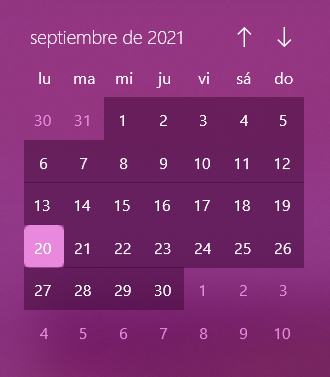 septiembre de 2021
lu ma mi ju vi sá do
30 31 1 2 3 4 5
6 7 8 9 10 11 12
13 14 15 16 17 18 19
20 21 22 23 24 25 26
27 28 29 30 1 2 3
4 5 6 7 8 9 10